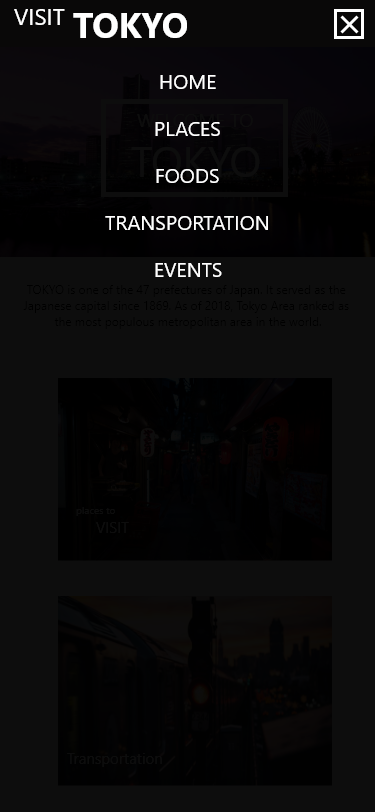 VISIT TOKYO
HOME
PLACES
FOODS
TRANSPORTATION
EVENTS
TOKYO
TOKYO is one of the 47 prefectures of Japan. It served as the
Japanese capital since 1869. As of 2018, Tokyo Area ranked as
the most populous metropolitan area in the world.
places to
VISIT
Transportation